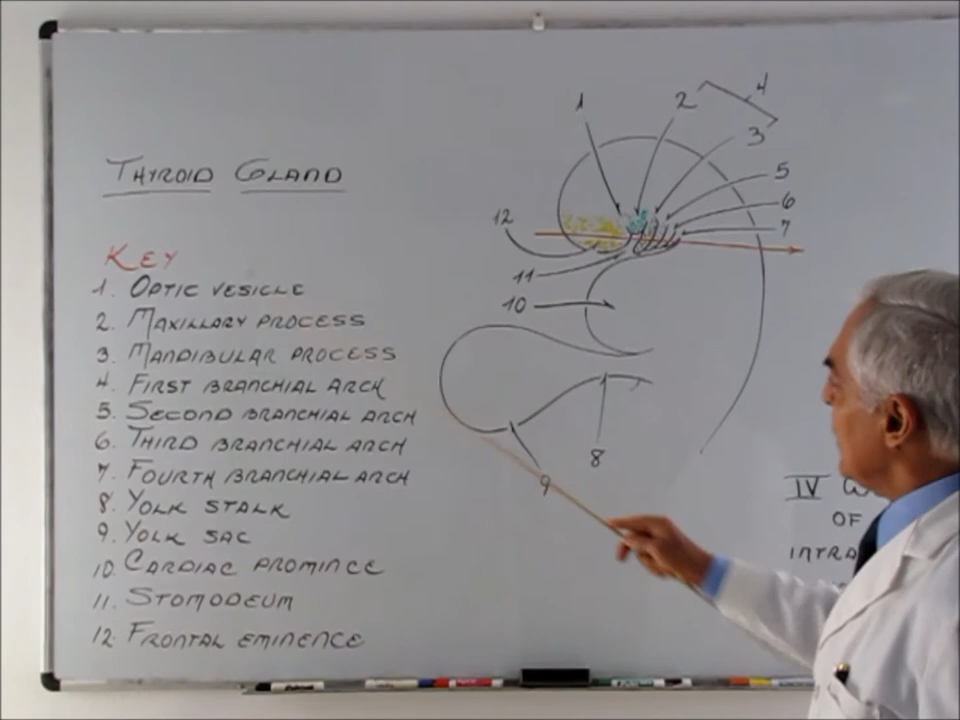 THYROID GLAND
KEY
1. OPTIC VESICLE
2. MAXILLARY PROCESS
3. MANDIBULAR PROCESS
4. FIRST BRANCHIAL ARCH
5. SECOND BRANCHIAL ARCH
6. THIRD BRANCHIAL ARCH
7. FOURTH BRANCHIAL ARCH
8. YOLK STALK
9. YOLK SAC
10. CARDIAC PROMINCE
11. STOMODEUM
12. FRONTAL EMINENCE
1
2
4
3
5
6
7
12
11
10
8
9
IV
OF
INTRA